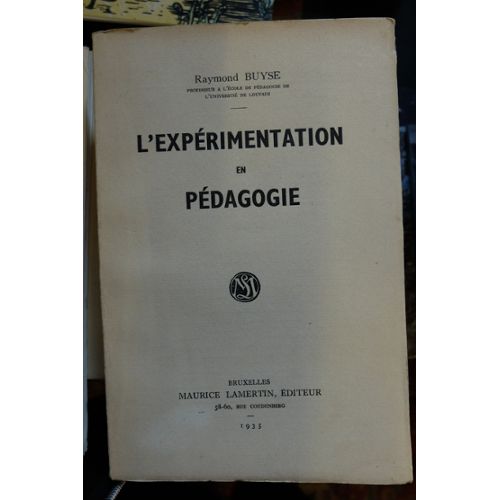 Raymond BUYSE
PROFESSEUR A L'ÉCOLE DE PÉDAGOGIE DE
L'UNIVERSITÉ DE LOUVAIN
L'EXPÉRIMENTATION
EN
PÉDAGOGIE
BRUXELLES
MAURICE LAMERTIN, ÉDITEUR
58-60, RUE COUDENBERG
1935